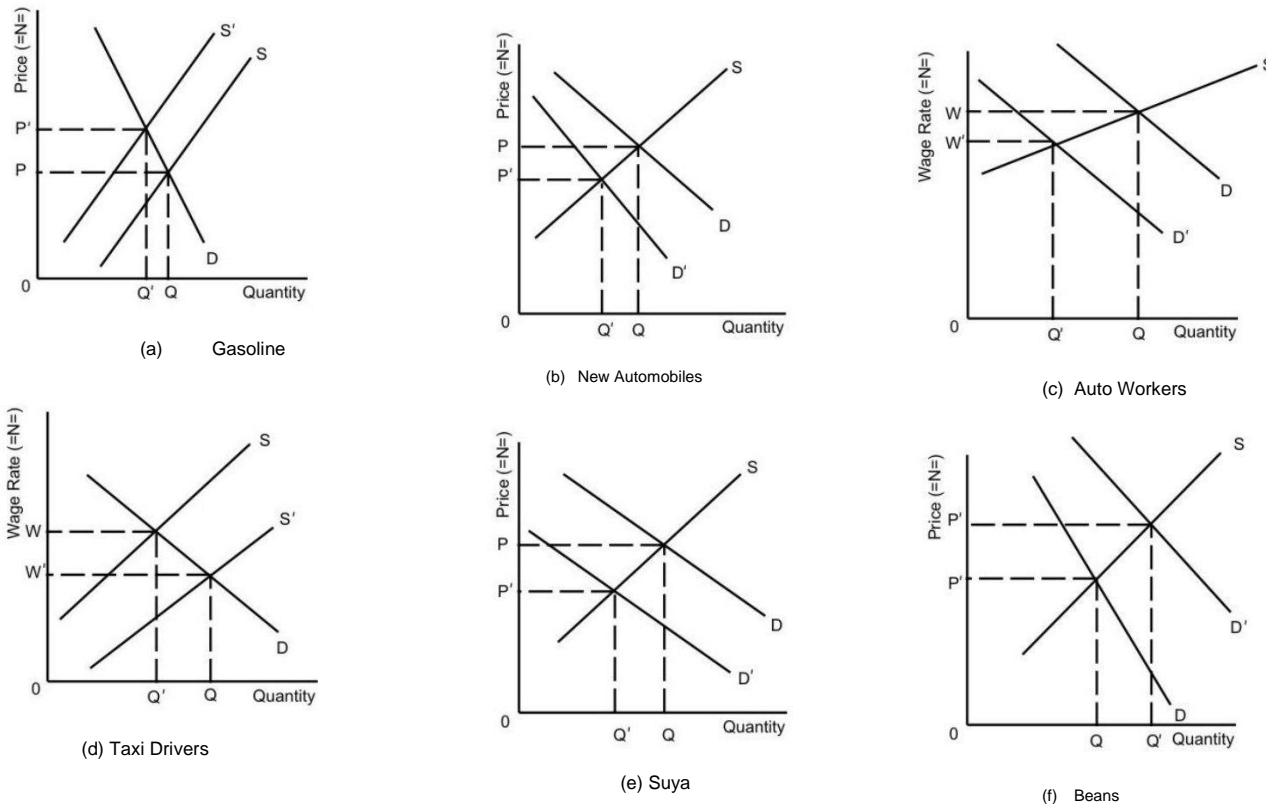 Price (=N=)
S'
S
P'
P
D
0
Q' Q Quantity
(a) Gasoline
Price (=N=)
S
P
P'
D
D'
0
Q' Q Quantity
(b) New Automobiles
Wage Rate (=N=)
S
W
W'
D
D'
0
Q' Q Quantity
(c) Auto Workers
Wage Rate (=N=)
S
W
S'
W'
D
0
Q' Q Quantity
(d) Taxi Drivers
Price (=N=)
S
P
P'
D
D'
0
Q' Q Quantity
(e) Suya
Price (=N=)
S
P'
P'
D'
D
0
Q Q' Quantity
(f) Beans